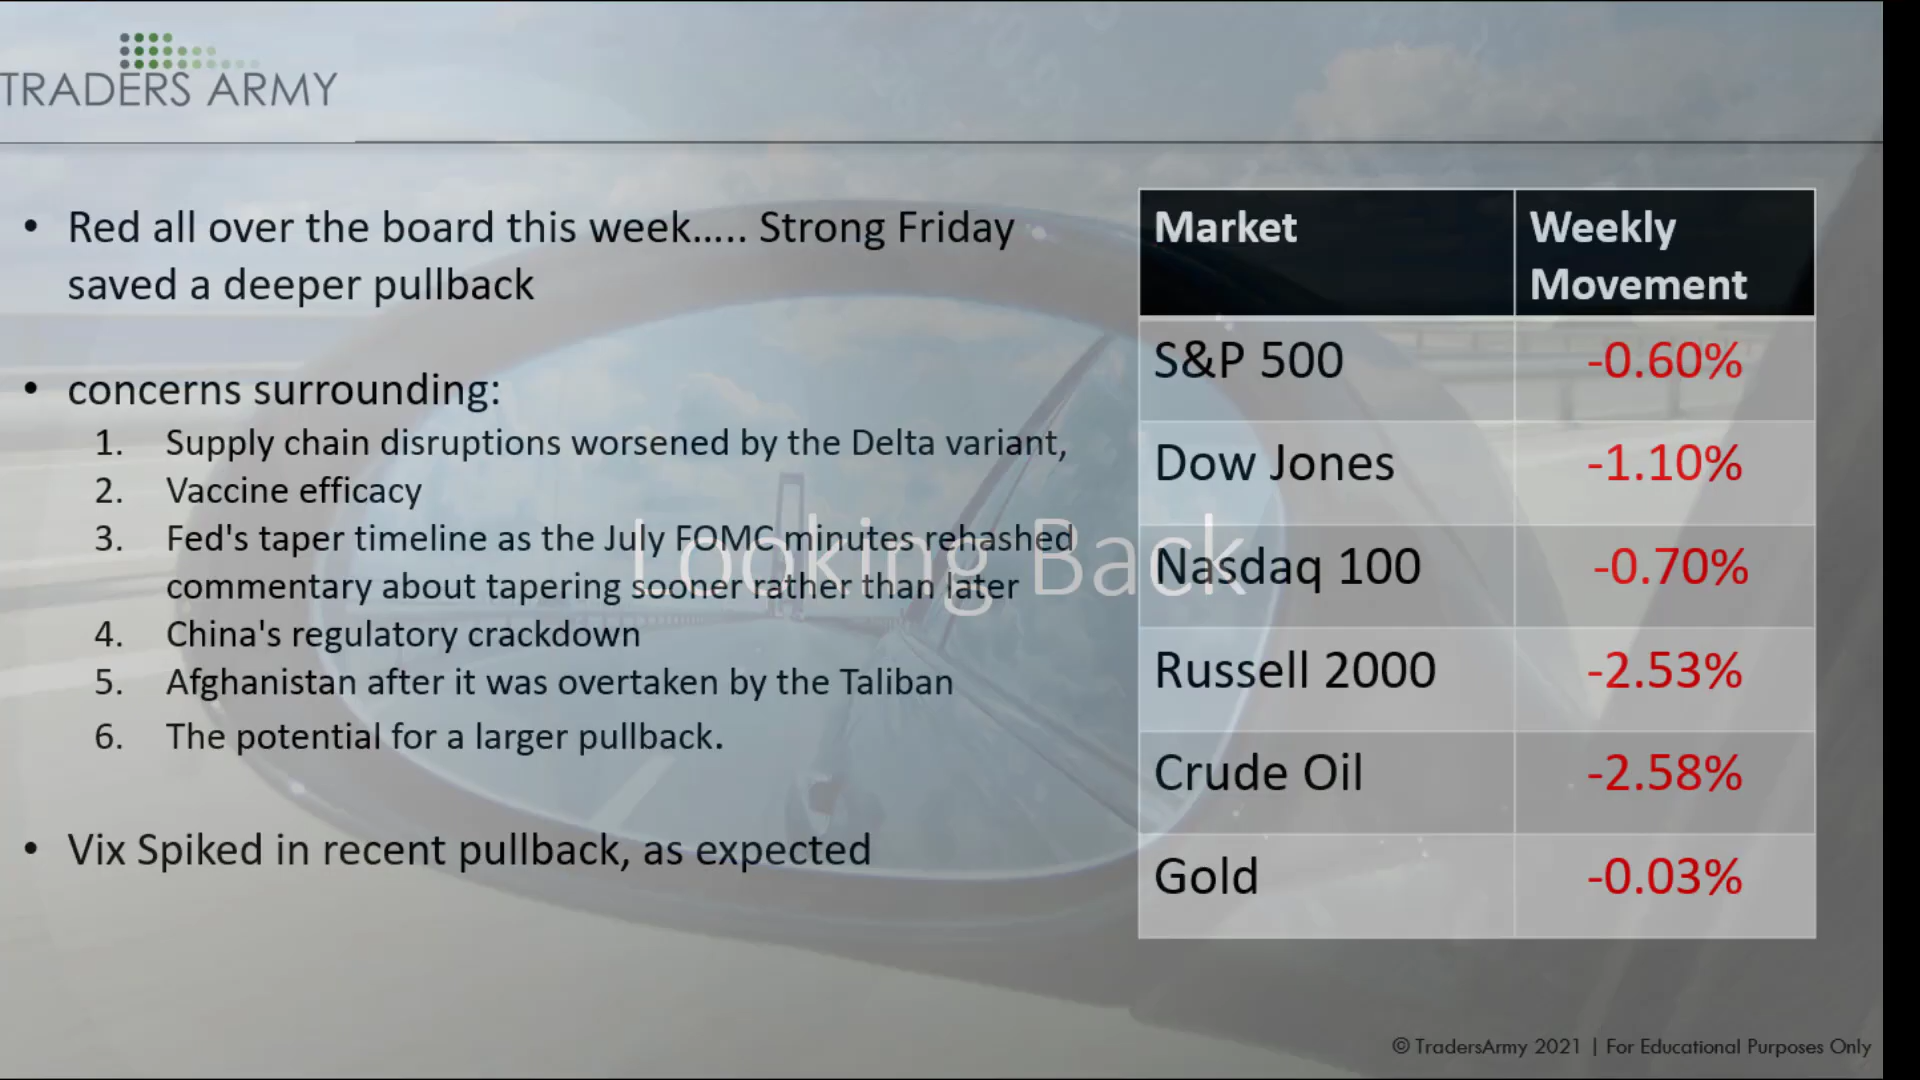 TRADERS ARMY
• Red all over the board this week..... Strong Friday
saved a deeper pullback
• concerns surrounding:
1. Supply chain disruptions worsened by the Delta variant,
2. Vaccine efficacy
3. Fed's taper timeline as the July FOMC minutes rehashed
commentary about tapering sooner rather than later
4. China's regulatory crackdown
5. Afghanistan after it was overtaken by the Taliban
6. The potential for a larger pullback.
• Vix Spiked in recent pullback, as expected
Looking Back
Market Weekly
Movement
S&P 500 -0.60%
Dow Jones -1.10%
Nasdaq 100 -0.70%
Russell 2000 -2.53%
Crude Oil -2.58%
Gold -0.03%
© TradersArmy 2021 | For Educational Purposes Only